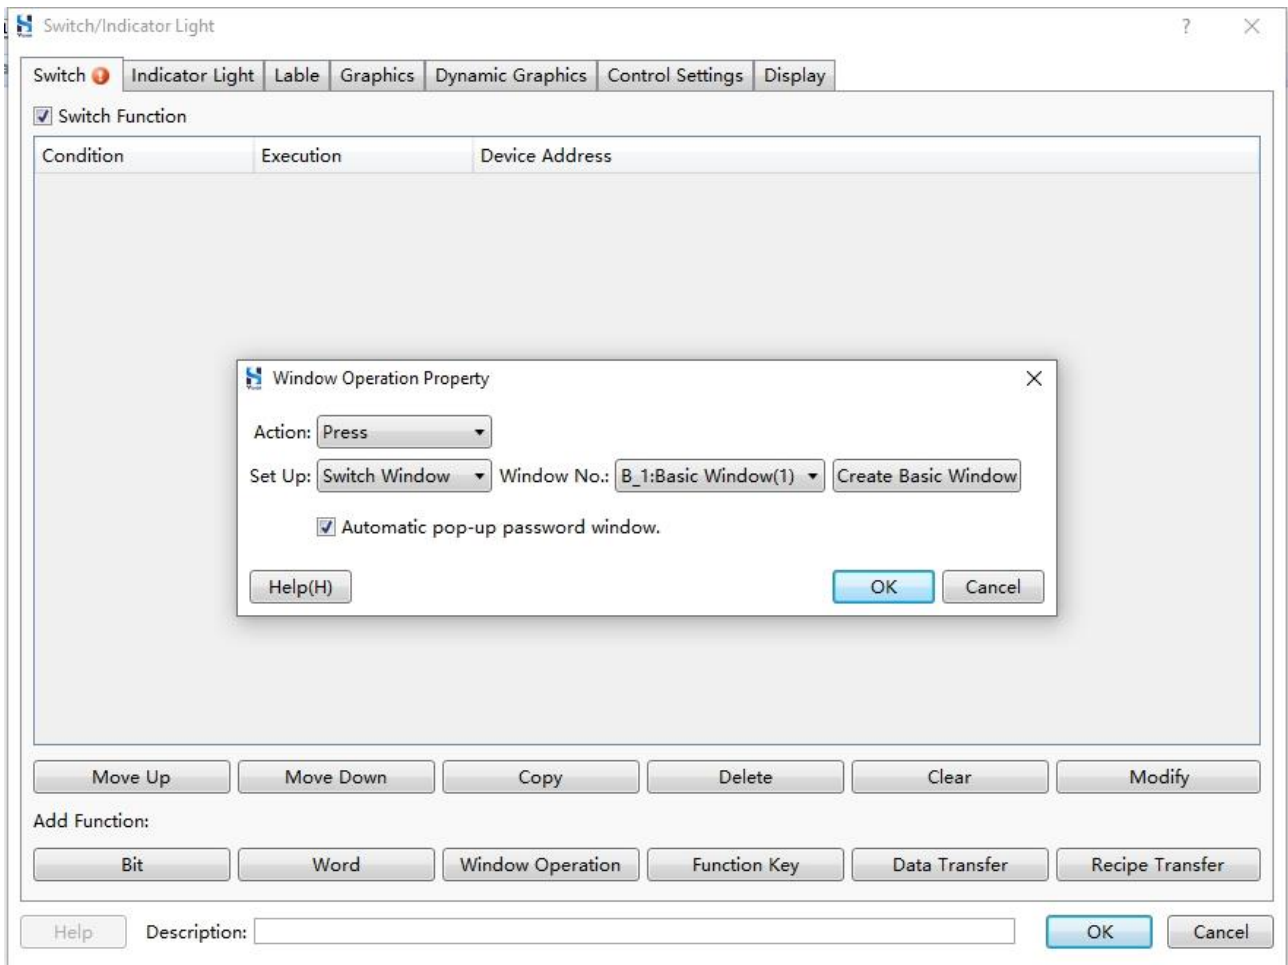 Switch/Indicator Light ?
Switch Indicator Light Lable Graphics Dynamic Graphics Control Settings Display
Switch Function
Condition Execution Device Address
Window Operation Property
Action: Press
Set Up: Switch Window Window No.: B_1:Basic Window(1) Create Basic Window
Automatic pop-up password window.
Help(H) OK Cancel
Move Up Move Down Copy Delete Clear Modify
Add Function:
Bit Word Window Operation Function Key Data Transfer Recipe Transfer
Help Description: OK Cancel